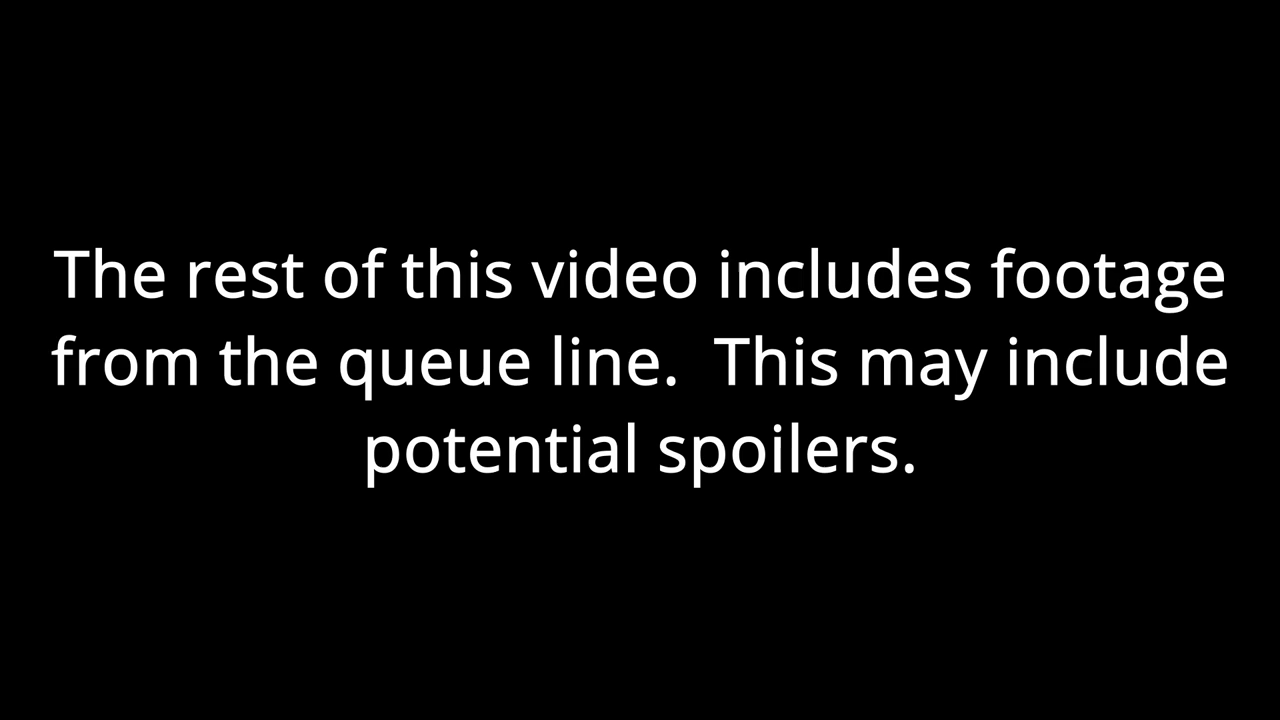 The rest of this video includes footage
from the queue line.  This may include
potential spoilers.